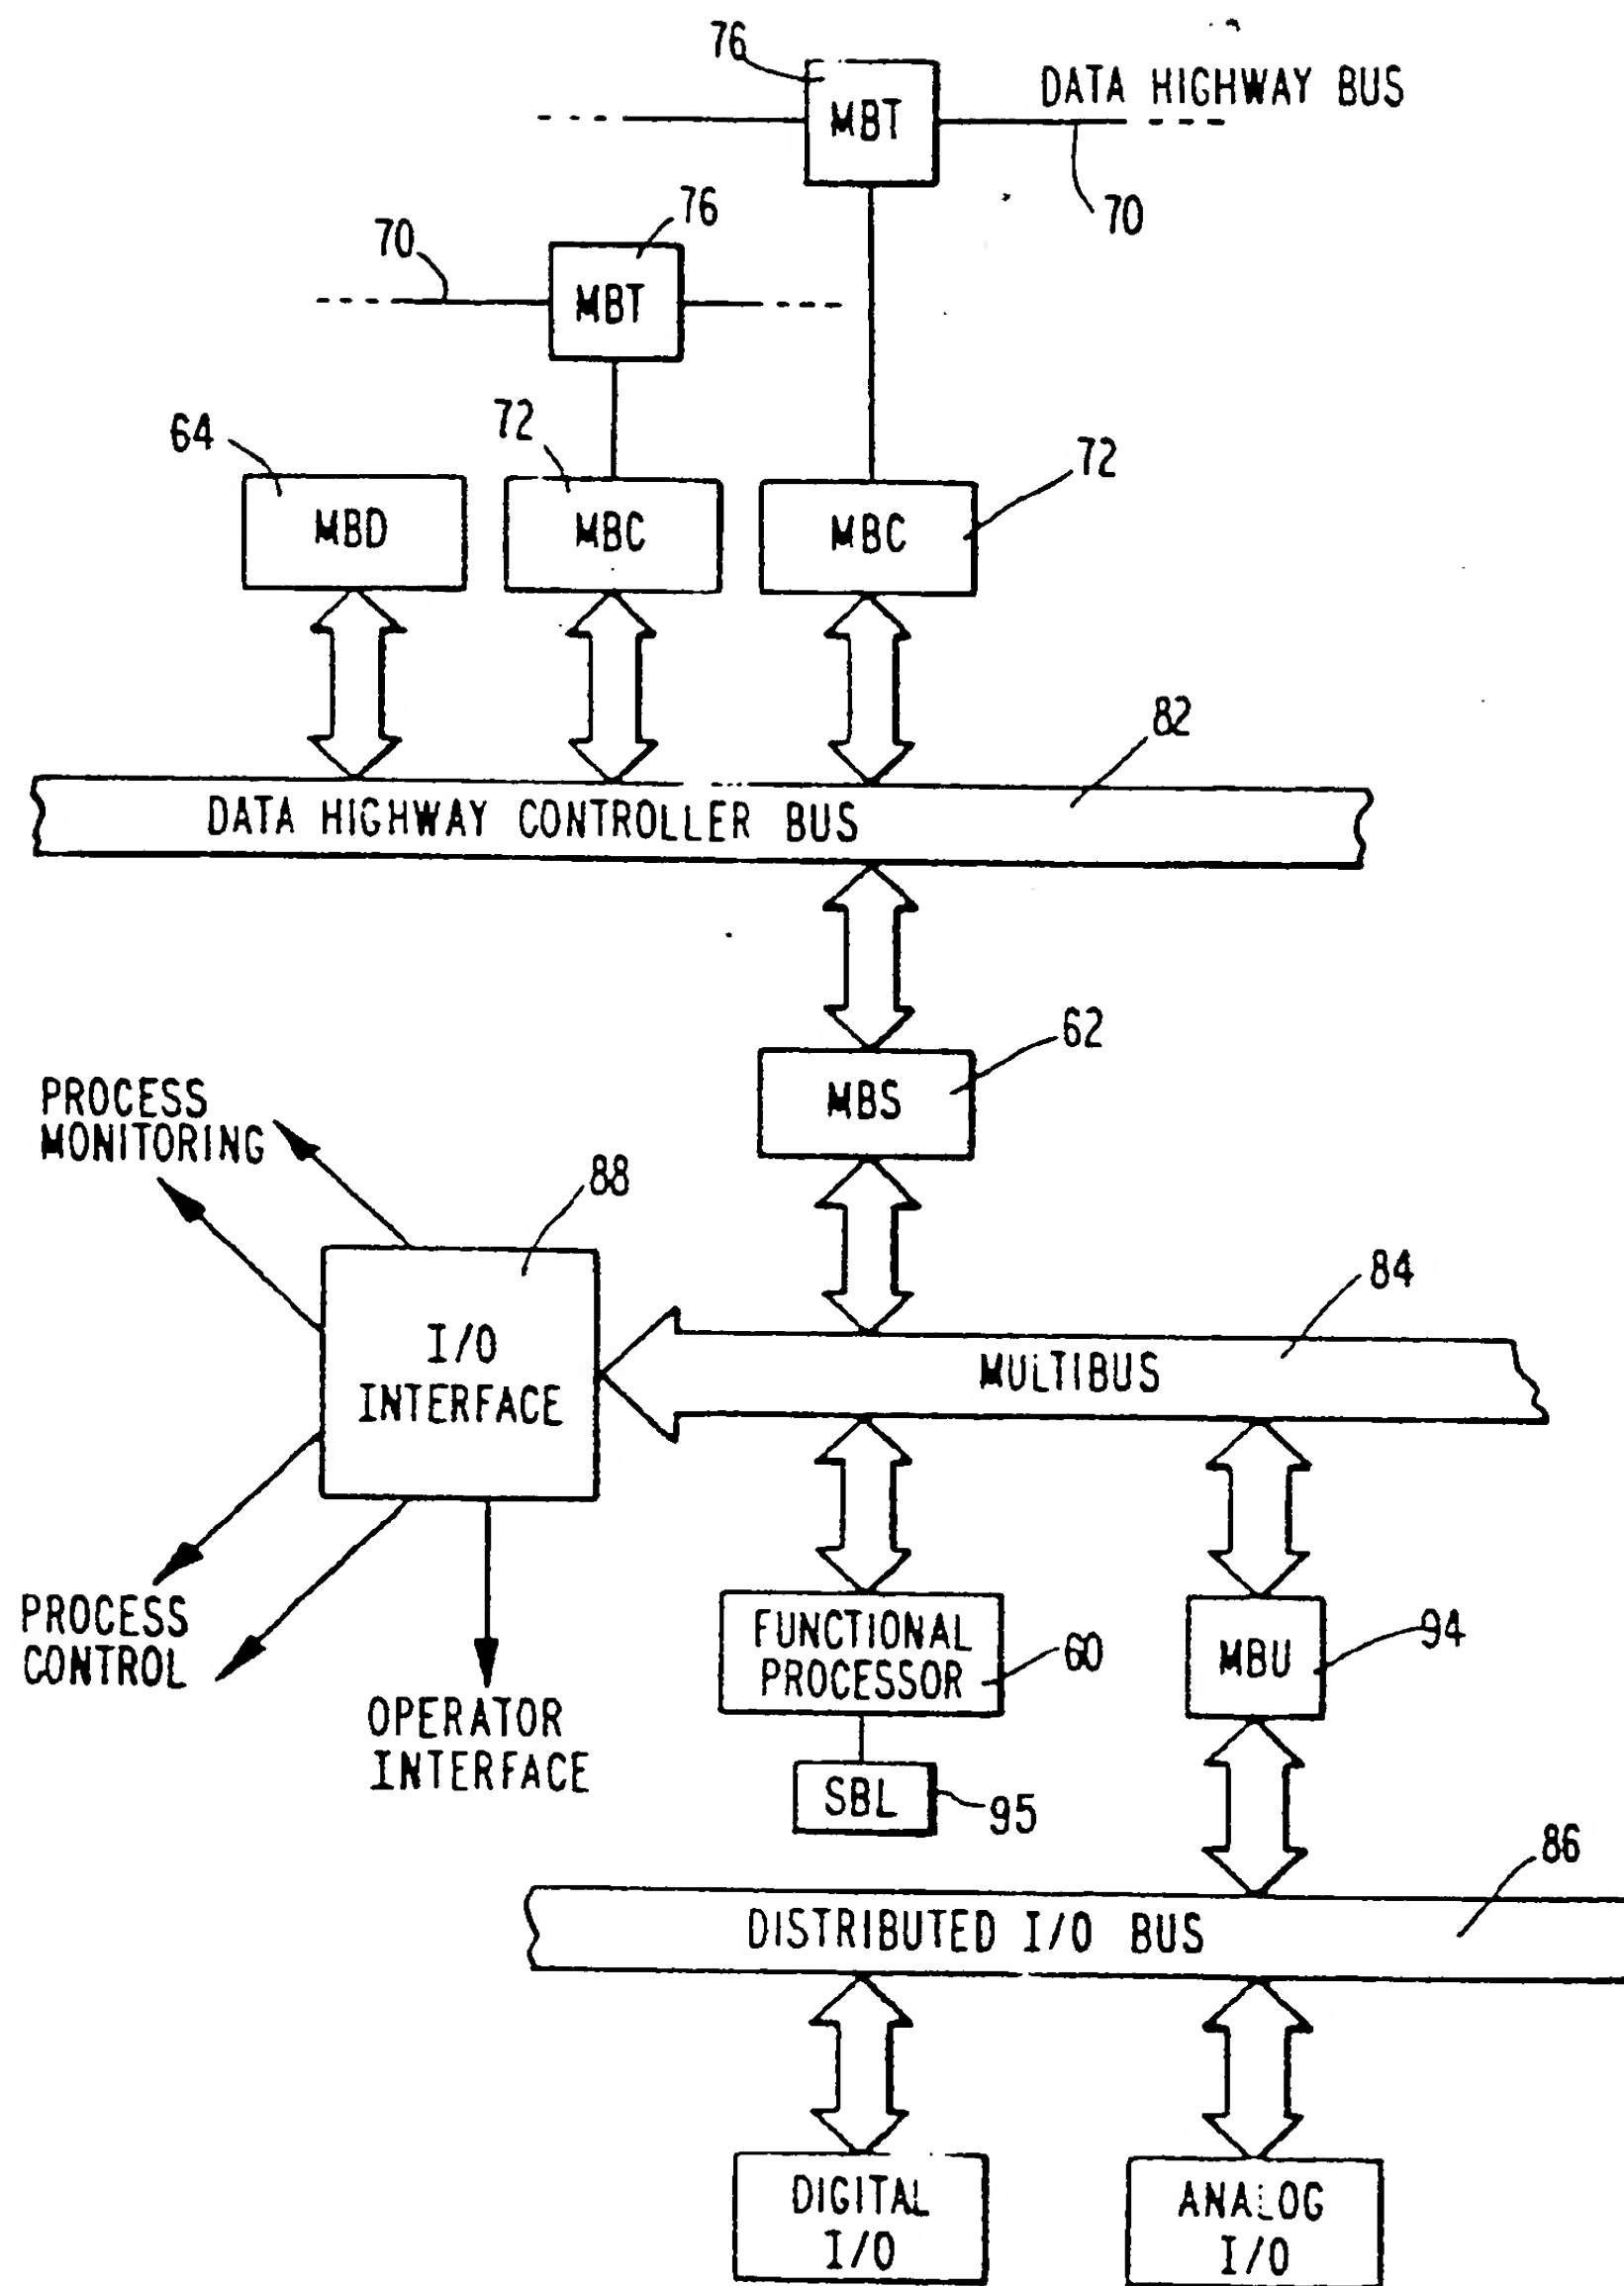 76
MBT
DATA HIGHWAY BUS
70
76
70
MBT
64
72
72
MBD
MBC
MBC
82
DATA HIGHWAY CONTROLLER BUS
62
MBS
PROCESS
MONITORING
88
84
I/O
INTERFACE
MULTIBUS
PROCESS
CONTROL
FUNCTIONAL
PROCESSOR
60
MBU
94
OPERATOR
INTERFACE
SBL
95
86
DISTRIBUTED I/O BUS
DIGITAL
I/O
ANALOG
I/O